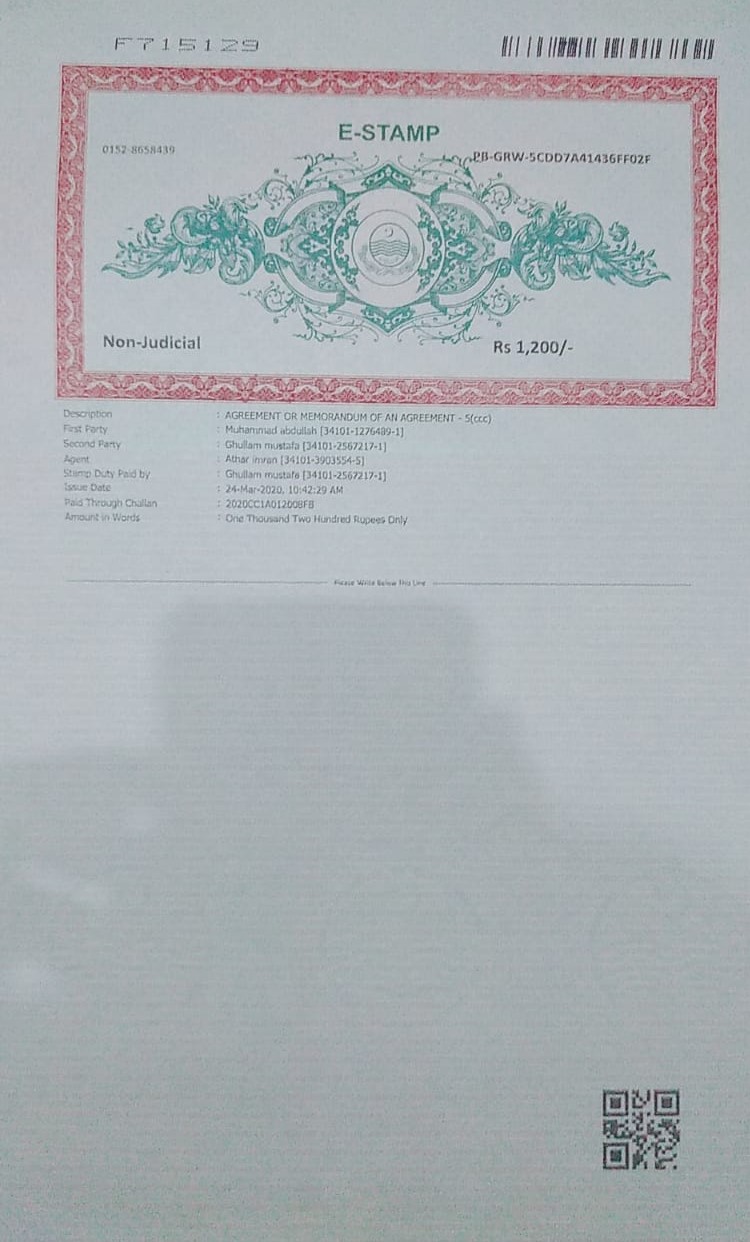 F715129
E-STAMP
0152-8658439
PB-GRW-5CDD7A41436FF02F
Non-Judicial
Rs 1,200/-
Description : AGREEMENT OR MEMORANDUM OF AN AGREEMENT - 5(ccc)
First Party : Muhammad abdullah [34101-1276489-1]
Second Party : Ghullam mustafa [34101-2567217-1]
Agent : Athar imran [34101-3903554-5]
Stamp Duty Paid by : Ghullam mustafa [34101-2567217-1]
Issue Date : 24-Mar-2020, 10:42:29 AM
Paid Through Challan : 2020CC1A012008FB
Amount in Words : One Thousand Two Hundred Rupees Only
Please Write Below This Line